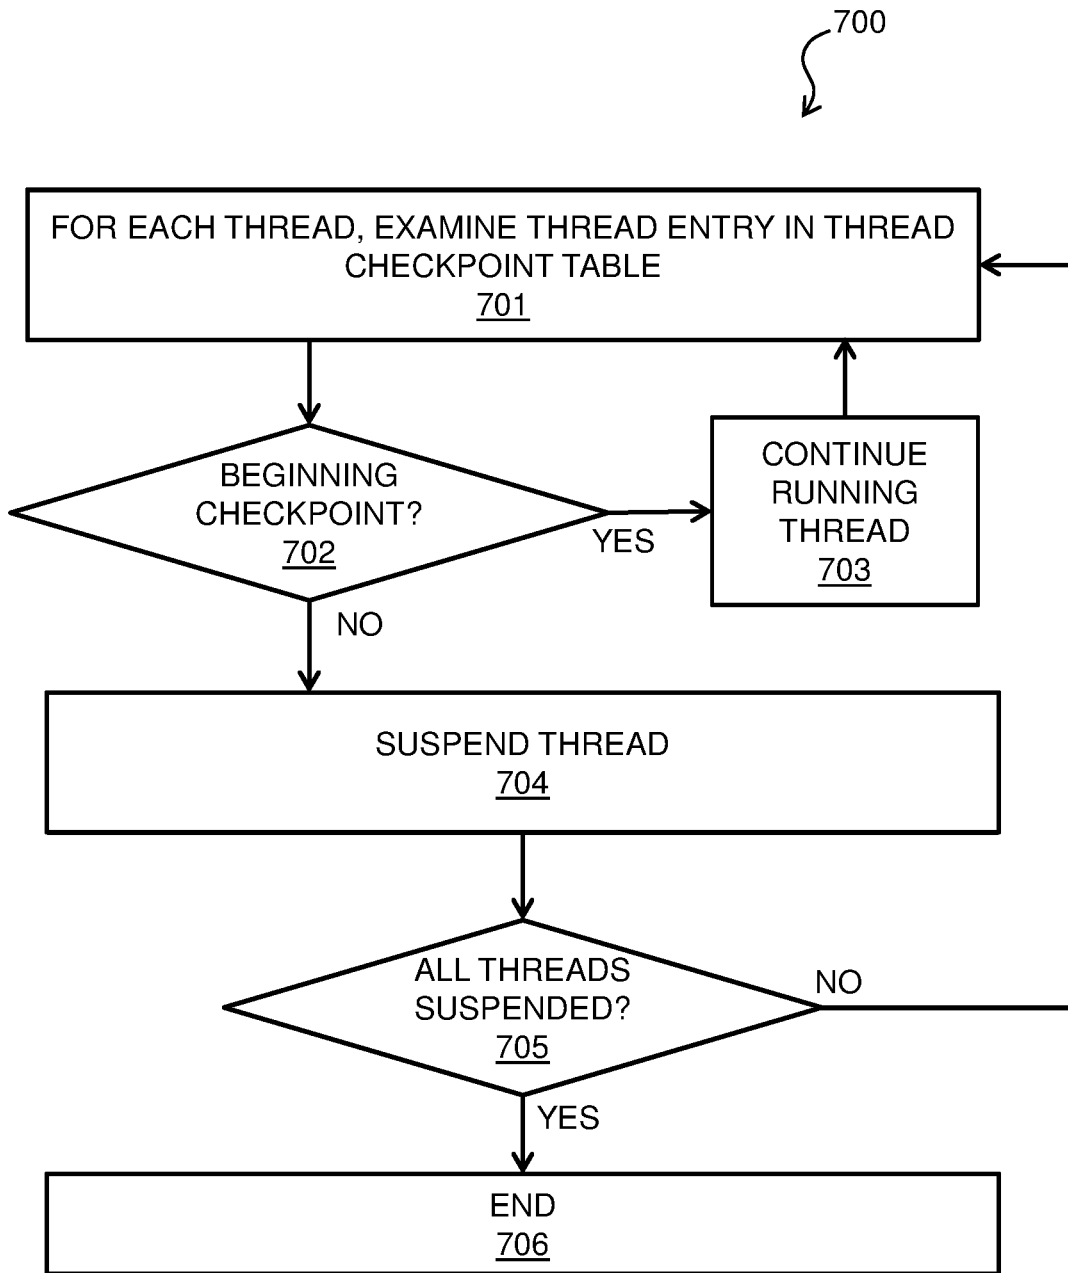 700
FOR EACH THREAD, EXAMINE THREAD ENTRY IN THREAD
CHECKPOINT TABLE
701
BEGINNING
CHECKPOINT?
702
YES
CONTINUE
RUNNING
THREAD
703
NO
SUSPEND THREAD
704
ALL THREADS
SUSPENDED?
705
NO
YES
END
706